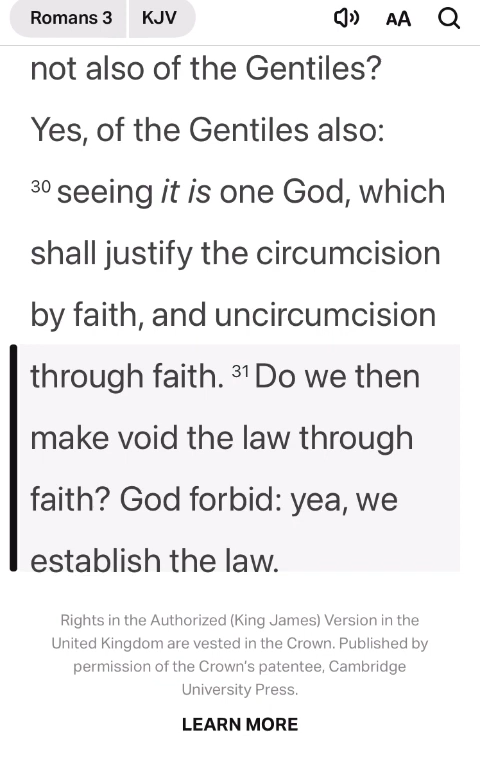 Romans 3 KJV AA
not also of the Gentiles?
Yes, of the Gentiles also:
30 seeing it is one God, which
shall justify the circumcision
by faith, and uncircumcision
through faith. 31 Do we then
make void the law through
faith? God forbid: yea, we
establish the law.
Rights in the Authorized (King James) Version in the
United Kingdom are vested in the Crown. Published by
permission of the Crown’s patentee, Cambridge
University Press.
LEARN MORE